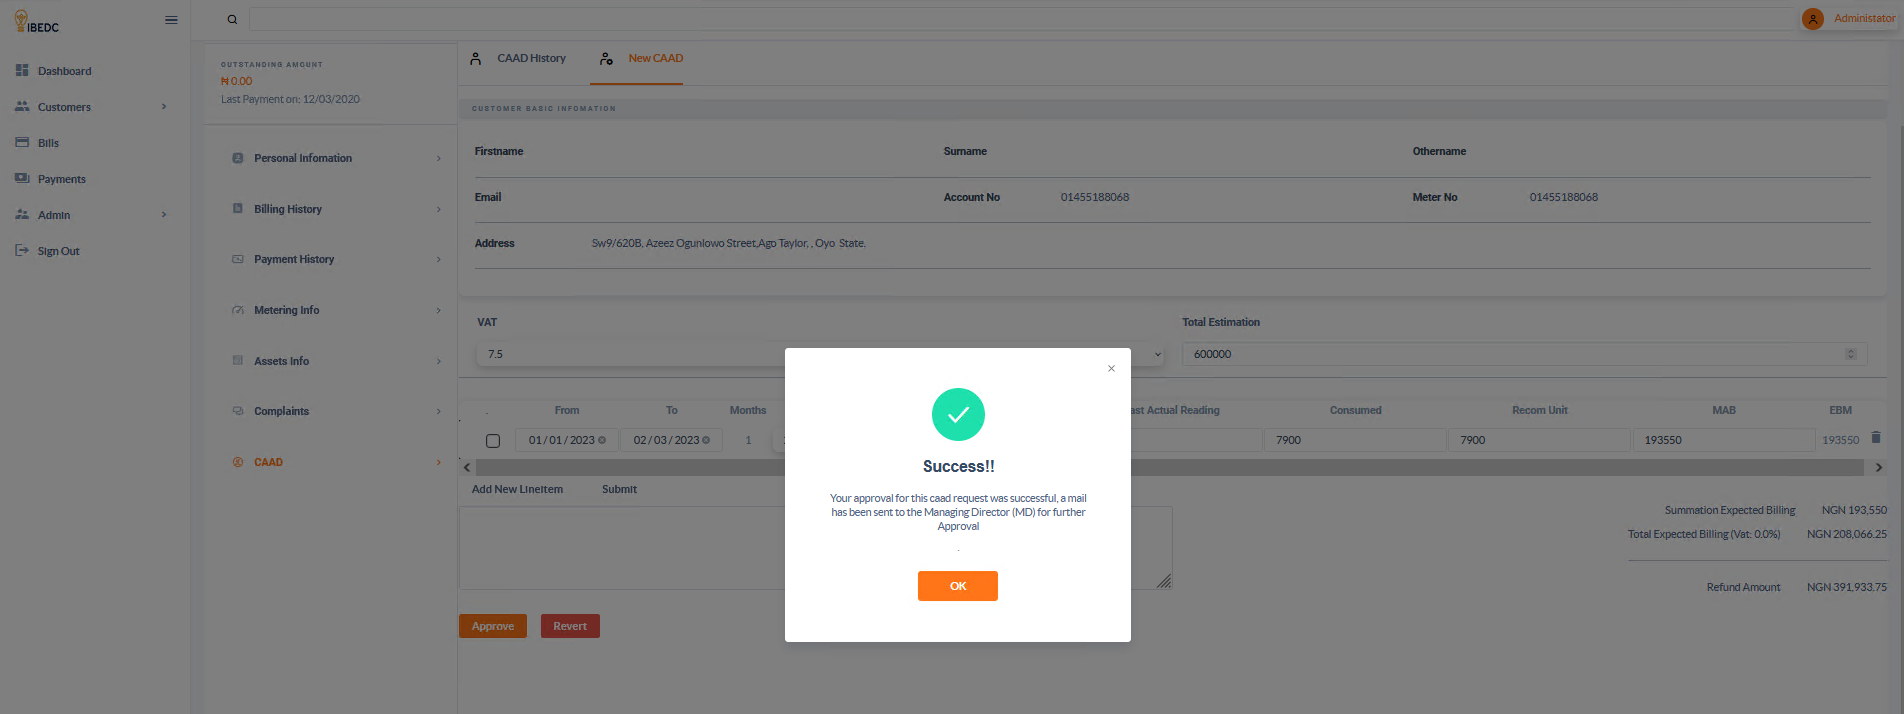 IBEDC
Administator
Dashboard
Customers
Bills
Payments
Admin
Sign Out
OUTSTANDING AMOUNT
₦ 0.00
Last Payment on: 12/03/2020
Personal Infomation
Billing History
Payment History
Metering Info
Assets Info
Complaints
CAAD
CAAD History
New CAAD
CUSTOMER BASIC INFOMATION
Firstname Surname Othername
Email Account No 01455188068 Meter No 01455188068
Address Sw9/620B, Azeez Ogunlowo Street,Ago Taylor, , Oyo State.
VAT Total Estimation
7.5 600000
. From To Months ast Actual Reading Consumed Recom Unit MAB EBM
01/01/2023 02/03/2023 1 7900 7900 193550 193550
Add New Lineitem Submit
Summation Expected Billing NGN 193,550
Total Expected Billing (Vat: 0.0%) NGN 208,066.25
Refund Amount NGN 391,933,75
Approve Revert
×
Success!!
Your approval for this caad request was successful, a mail
has been sent to the Managing Director (MD) for further
Approval
.
OK